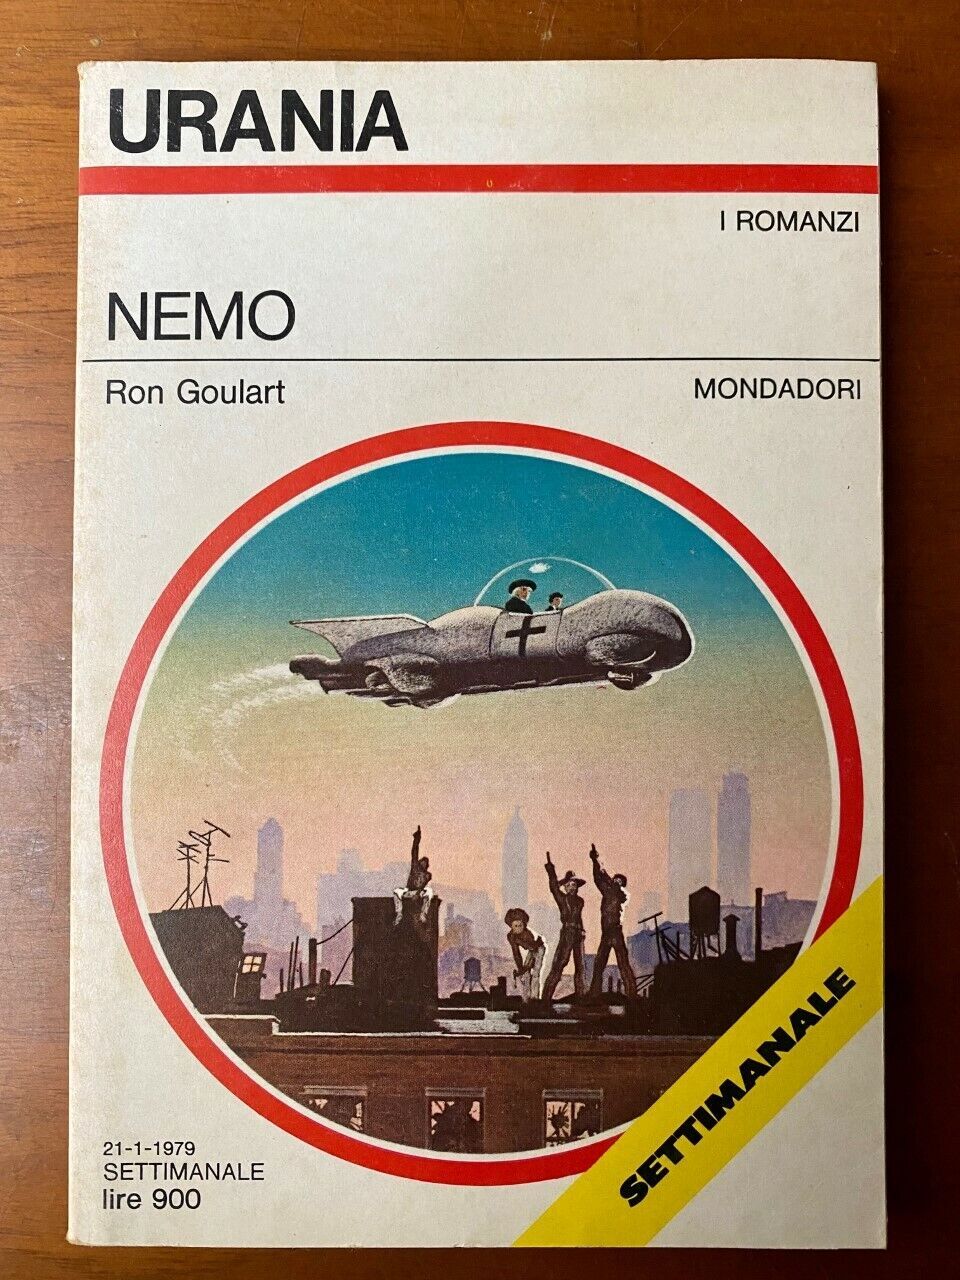 URANIA
I ROMANZI
NEMO
Ron Goulart
MONDADORI
21-1-1979
SETTIMANALE
lire 900
SETTIMANALE